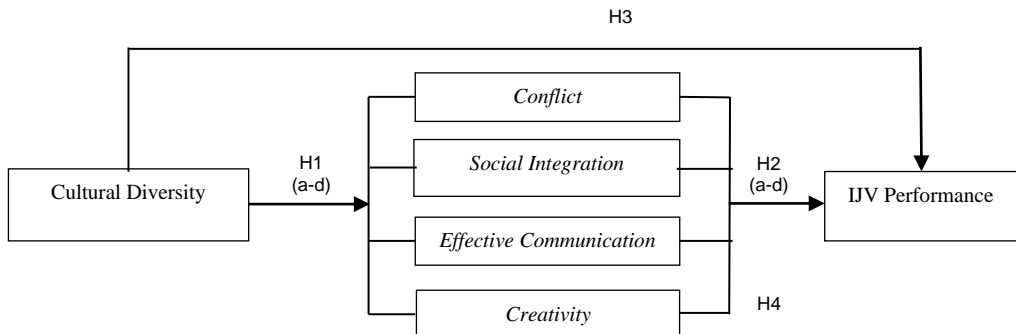 H3
Conflict
H1
(a-d)
Social Integration
H2
(a-d)
Cultural Diversity
IJV Performance
Effective Communication
H4
Creativity